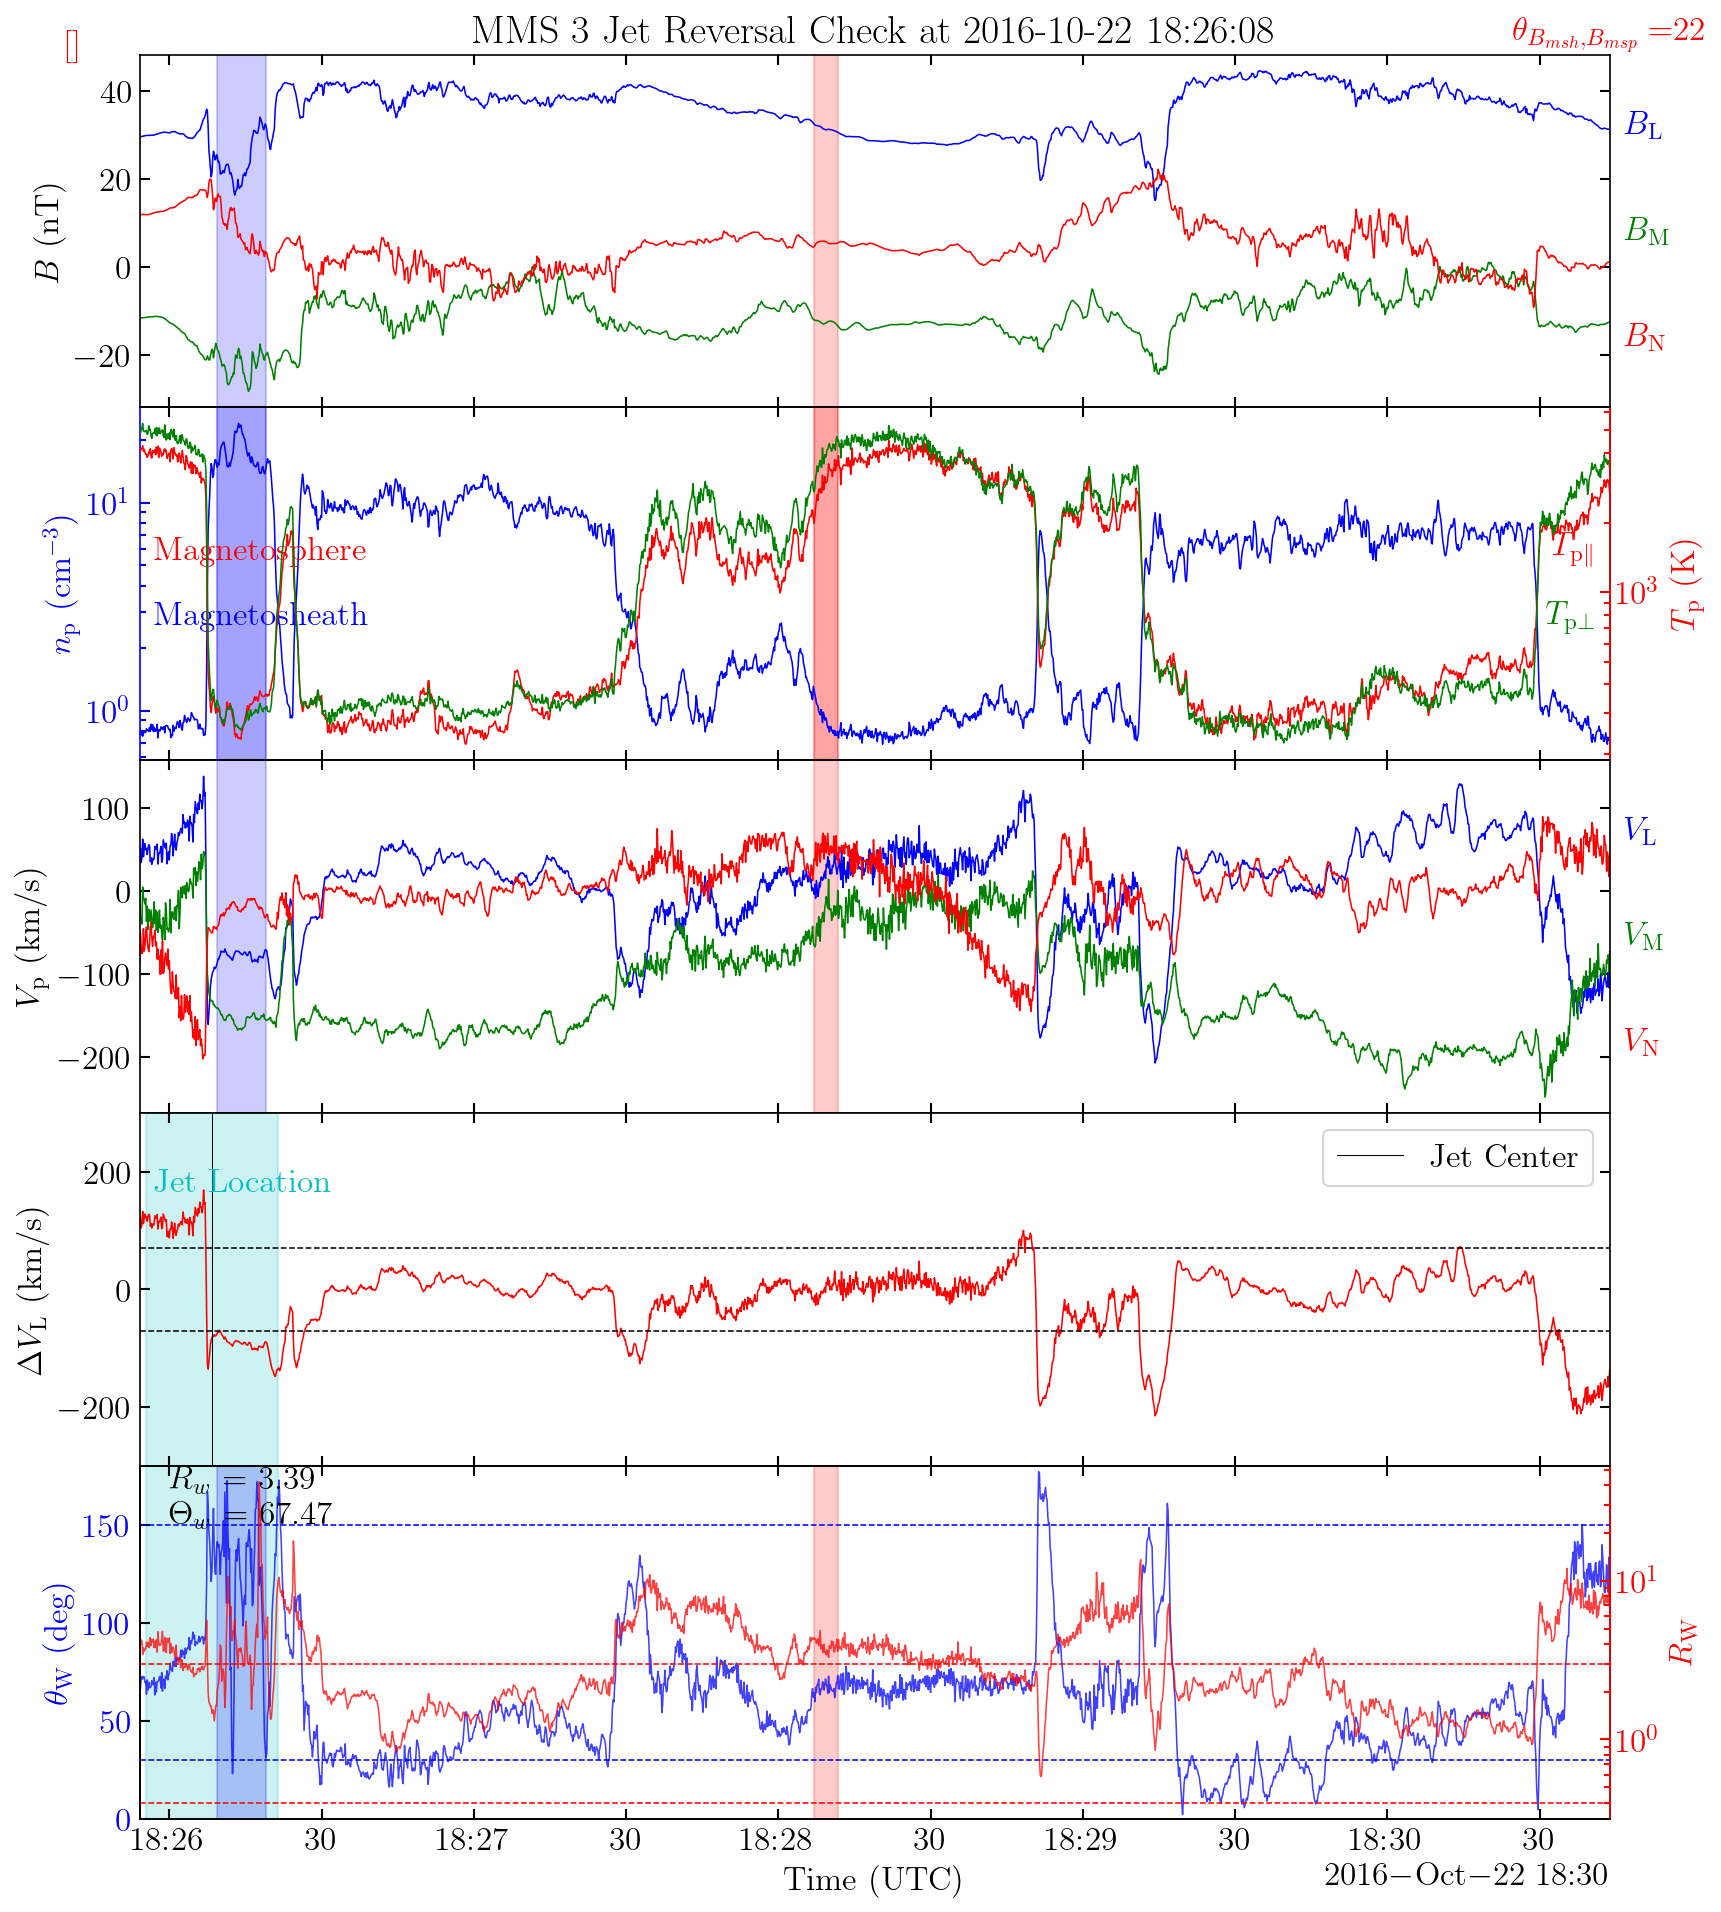 MMS 3 Jet Reversal Check at 2016-10-22 18:26:08
[]
θ_{B_{msh},B_{msp}} =22
B (nT)
40
20
0
−20
B_L
B_M
B_N
n_p (cm^{−3})
10^1
10^0
Magnetosphere
Magnetosheath
T_{p∥}
T_{p⊥}
10^3
T_p (K)
V_p (km/s)
100
0
−100
−200
V_L
V_M
V_N
ΔV_L (km/s)
200
0
−200
Jet Location
Jet Center
R_w = 3.39
Θ_w = 67.47
θ_W (deg)
150
100
50
0
10^1
10^0
R_W
18:26 30 18:27 30 18:28 30 18:29 30 18:30 30
Time (UTC)
2016−Oct−22 18:30